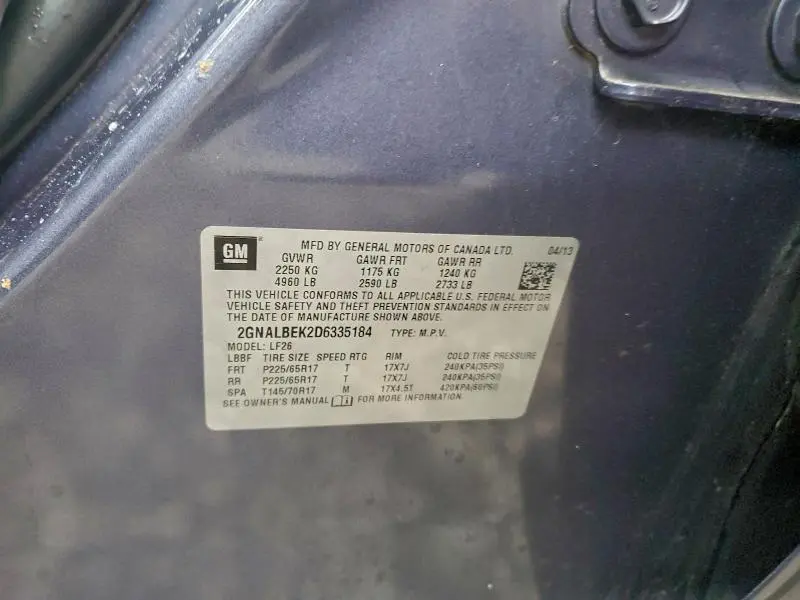 GM
MFD BY GENERAL MOTORS OF CANADA LTD. 04/13
GVWR GAWR FRT GAWR RR
2250 KG 1175 KG 1240 KG
4960 LB 2590 LB 2733 LB
THIS VEHICLE CONFORMS TO ALL APPLICABLE U.S. FEDERAL MOTOR
VEHICLE SAFETY AND THEFT PREVENTION STANDARDS IN EFFECT ON
THE DATE OF MANUFACTURE SHOWN ABOVE.
2GNALBEK2D6335184 TYPE: M.P.V.
MODEL: LF26
LBBF TIRE SIZE SPEED RTG RIM COLD TIRE PRESSURE
FRT P225/65R17 T 17X7J 240KPA(35PSI)
RR P225/65R17 T 17X7J 240KPA(35PSI)
SPA T145/70R17 M 17X4.5T 420KPA(60PSI)
SEE OWNER'S MANUAL FOR MORE INFORMATION.